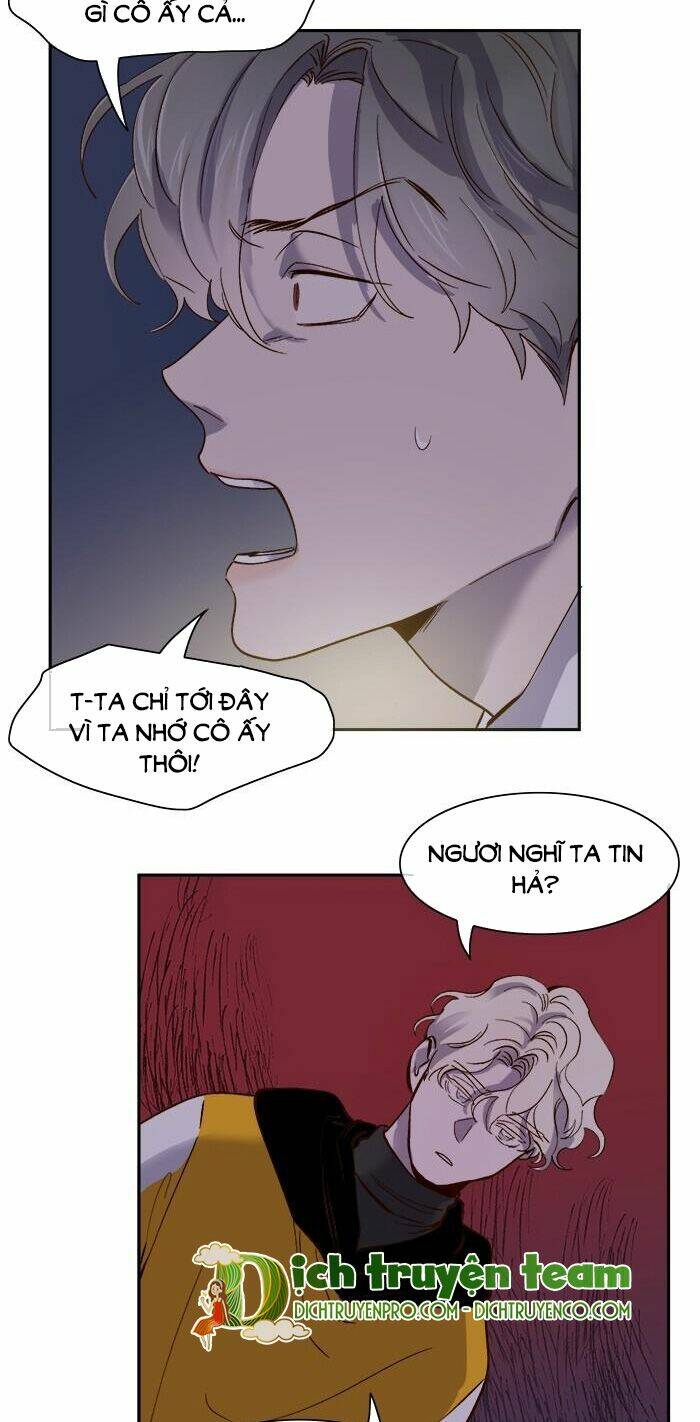 GÌ CÔ ẤY CẢ...
T-TA CHỈ TỚI ĐÂY
VÌ TA NHỚ CÔ ẤY
THÔI!
NGƯƠI NGHĨ TA TIN
HẢ?
Dịch truyện team
DICHTRUYENPRO.COM - DICHTRUYENCO.COM